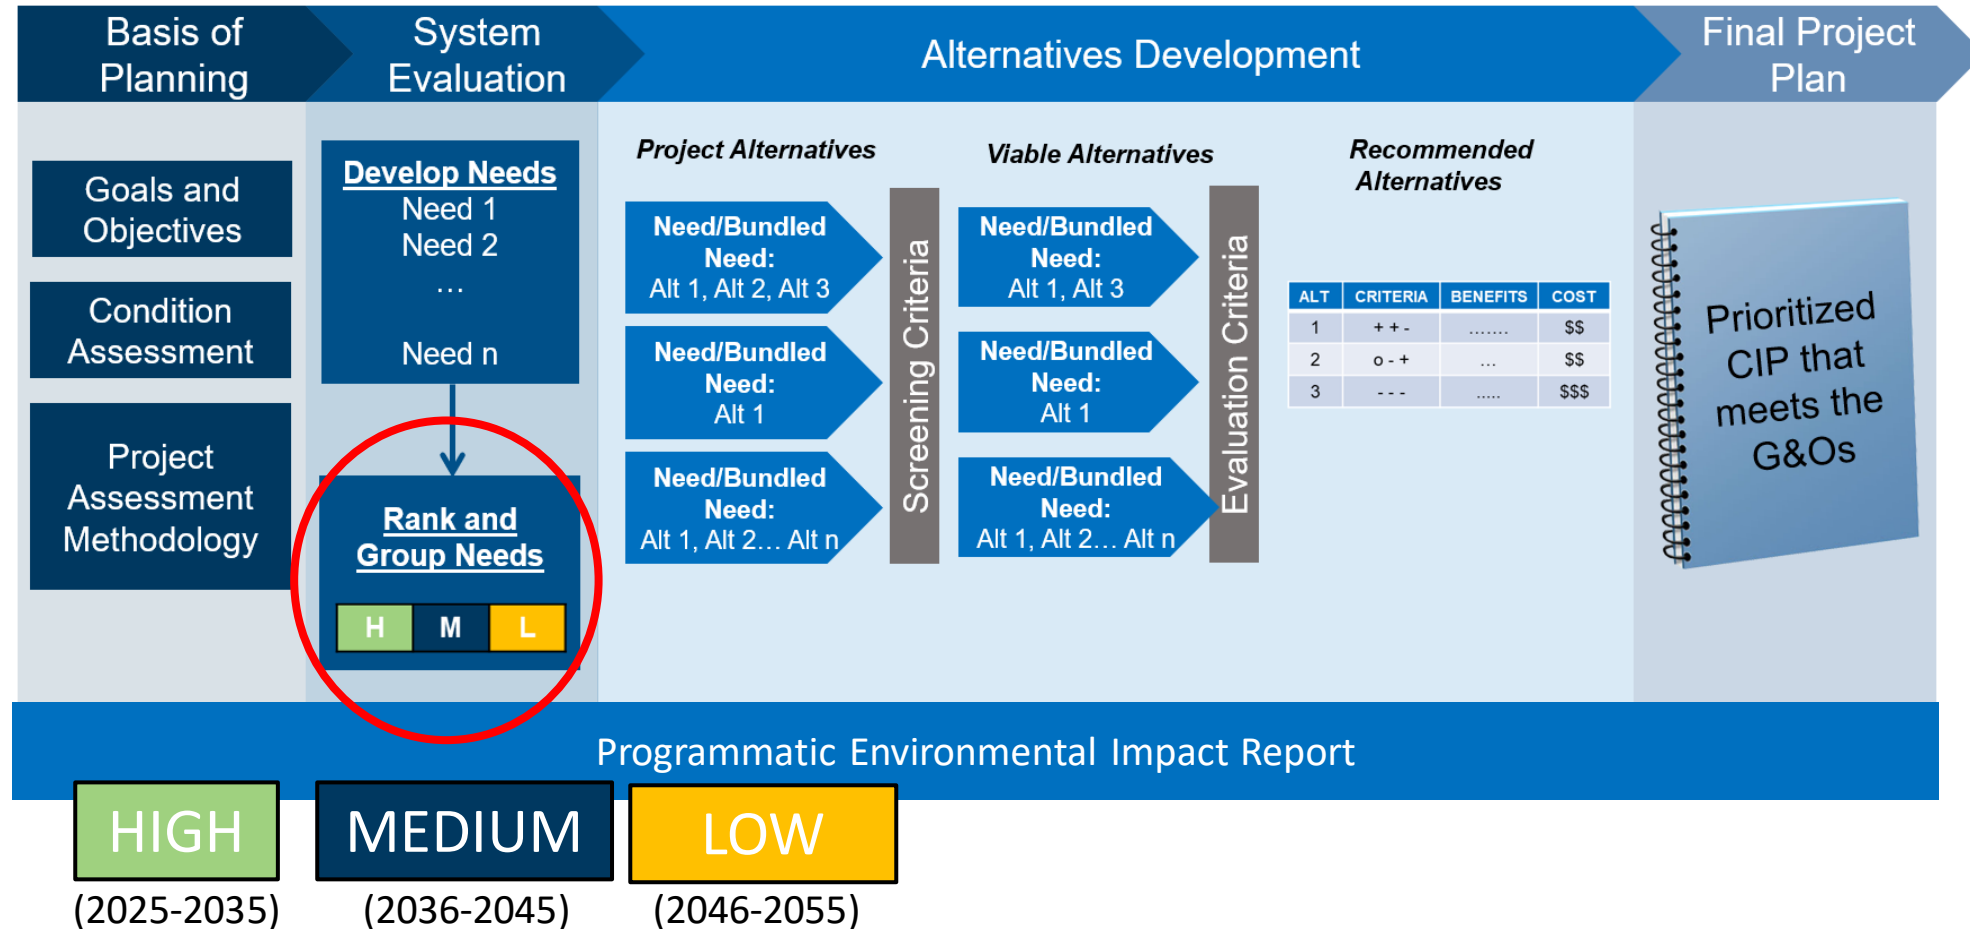 Basis of
Planning
System
Evaluation
Alternatives Development
Final Project
Plan
Goals and
Objectives
Condition
Assessment
Project
Assessment
Methodology
Develop Needs
Need 1
Need 2
...
Need n
Rank and
Group Needs
H M L
Project Alternatives
Need/Bundled
Need:
Alt 1, Alt 2, Alt 3
Need/Bundled
Need:
Alt 1
Need/Bundled
Need:
Alt 1, Alt 2... Alt n
Screening Criteria
Viable Alternatives
Need/Bundled
Need:
Alt 1, Alt 3
Need/Bundled
Need:
Alt 1
Need/Bundled
Need:
Alt 1, Alt 2... Alt n
Evaluation Criteria
Recommended
Alternatives
ALT CRITERIA BENEFITS COST
1 + + - ....... $$
2 o - + ... $$
3 - - - ..... $$$
Prioritized
CIP that
meets the
G&Os
Programmatic Environmental Impact Report
HIGH MEDIUM LOW
(2025-2035) (2036-2045) (2046-2055)